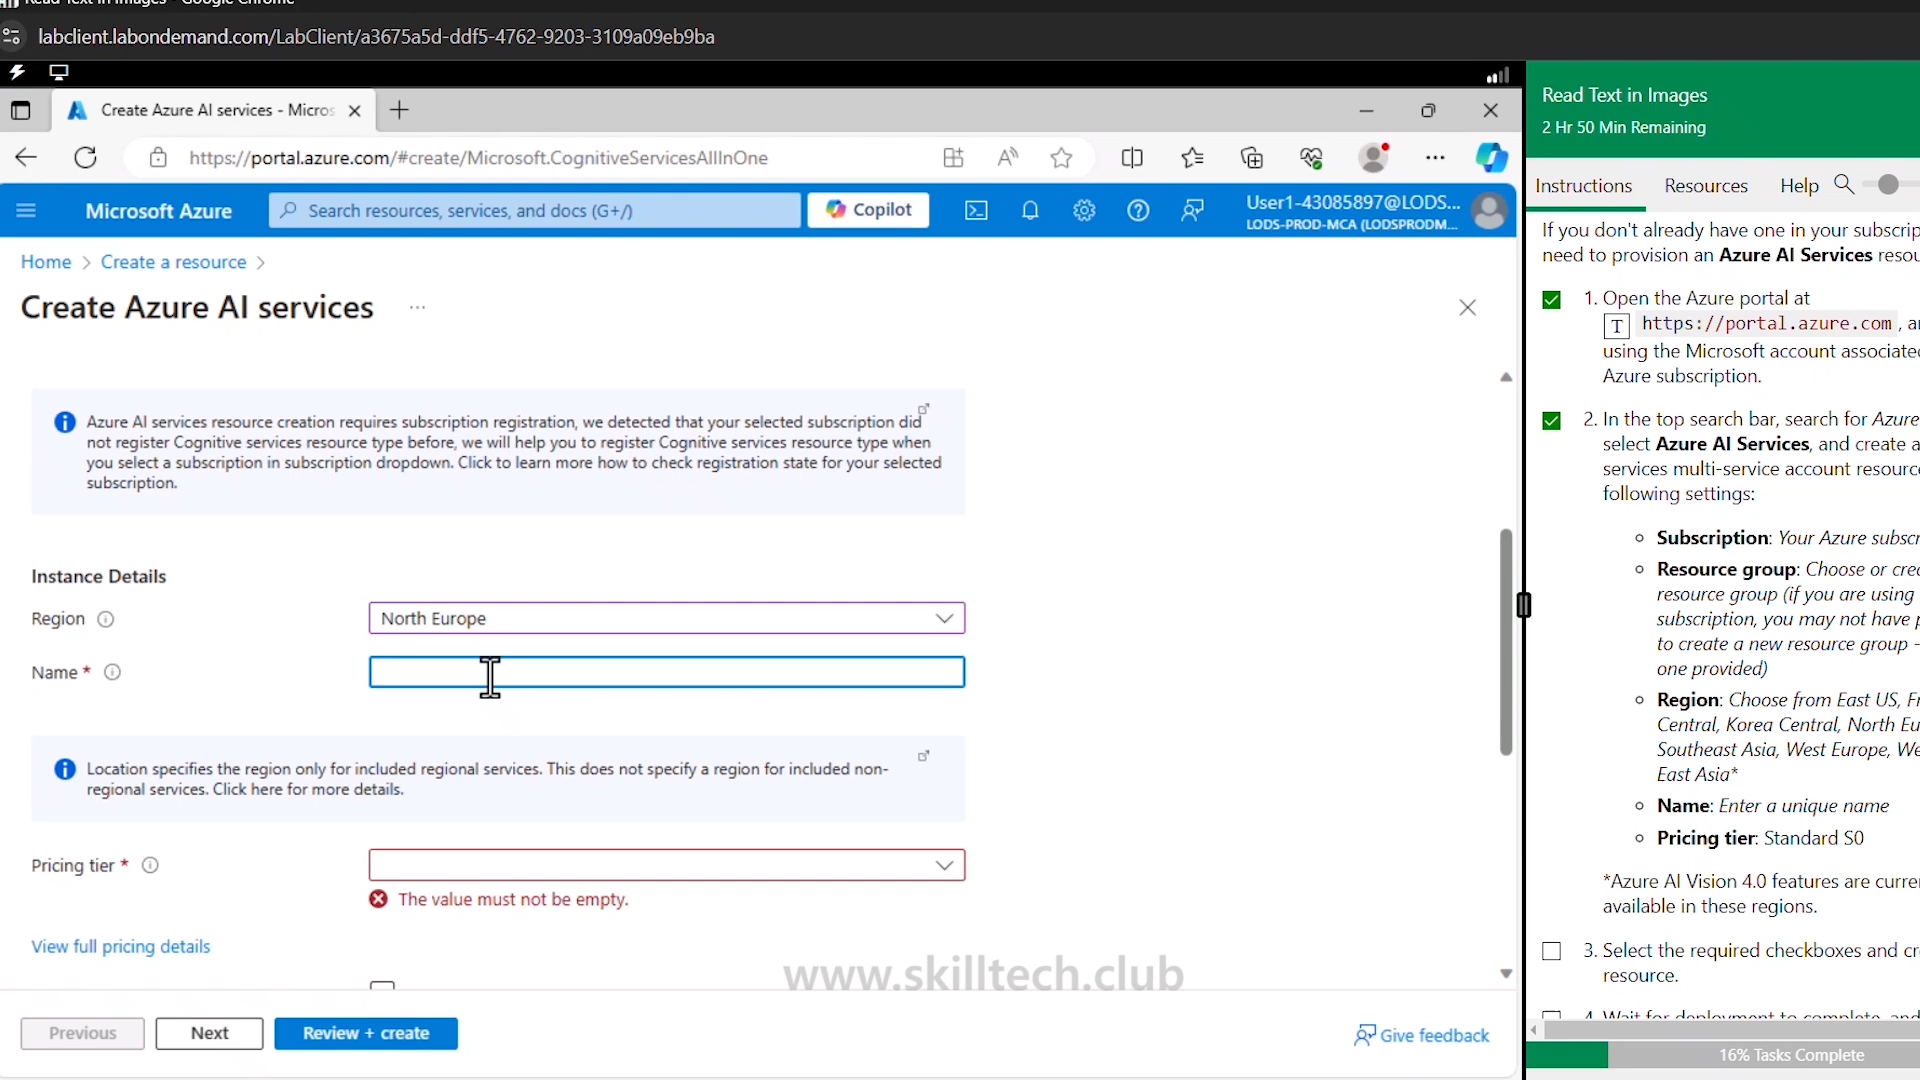 labclient.labondemand.com/LabClient/a3675a5d-ddf5-4762-9203-3109a09eb9ba
Create Azure AI services - Micros
https://portal.azure.com/#create/Microsoft.CognitiveServicesAllInOne
Microsoft Azure
Search resources, services, and docs (G+/)
Copilot
User1-43085897@LODS...
LODS-PROD-MCA (LODSPRODM...
Home > Create a resource >
Create Azure AI services ...
Azure AI services resource creation requires subscription registration, we detected that your selected subscription did
not register Cognitive services resource type before, we will help you to register Cognitive services resource type when
you select a subscription in subscription dropdown. Click to learn more how to check registration state for your selected
subscription.
Instance Details
Region
North Europe
Name *
Location specifies the region only for included regional services. This does not specify a region for included non-
regional services. Click here for more details.
Pricing tier *
The value must not be empty.
View full pricing details
www.skilltech.club
Previous
Next
Review + create
Give feedback
Read Text in Images
2 Hr 50 Min Remaining
Instructions
Resources
Help
If you don't already have one in your subscrip
need to provision an Azure AI Services resou
1. Open the Azure portal at
T https://portal.azure.com , a
using the Microsoft account associate
Azure subscription.
2. In the top search bar, search for Azure
select Azure AI Services, and create a
services multi-service account resourc
following settings:
Subscription: Your Azure subsc
Resource group: Choose or cre
resource group (if you are using
subscription, you may not have p
to create a new resource group -
one provided)
Region: Choose from East US, Fr
Central, Korea Central, North Eu
Southeast Asia, West Europe, We
East Asia*
Name: Enter a unique name
Pricing tier: Standard S0
*Azure AI Vision 4.0 features are curre
available in these regions.
3. Select the required checkboxes and cr
resource.
4. Wait for deployment to complete, and
16% Tasks Complete